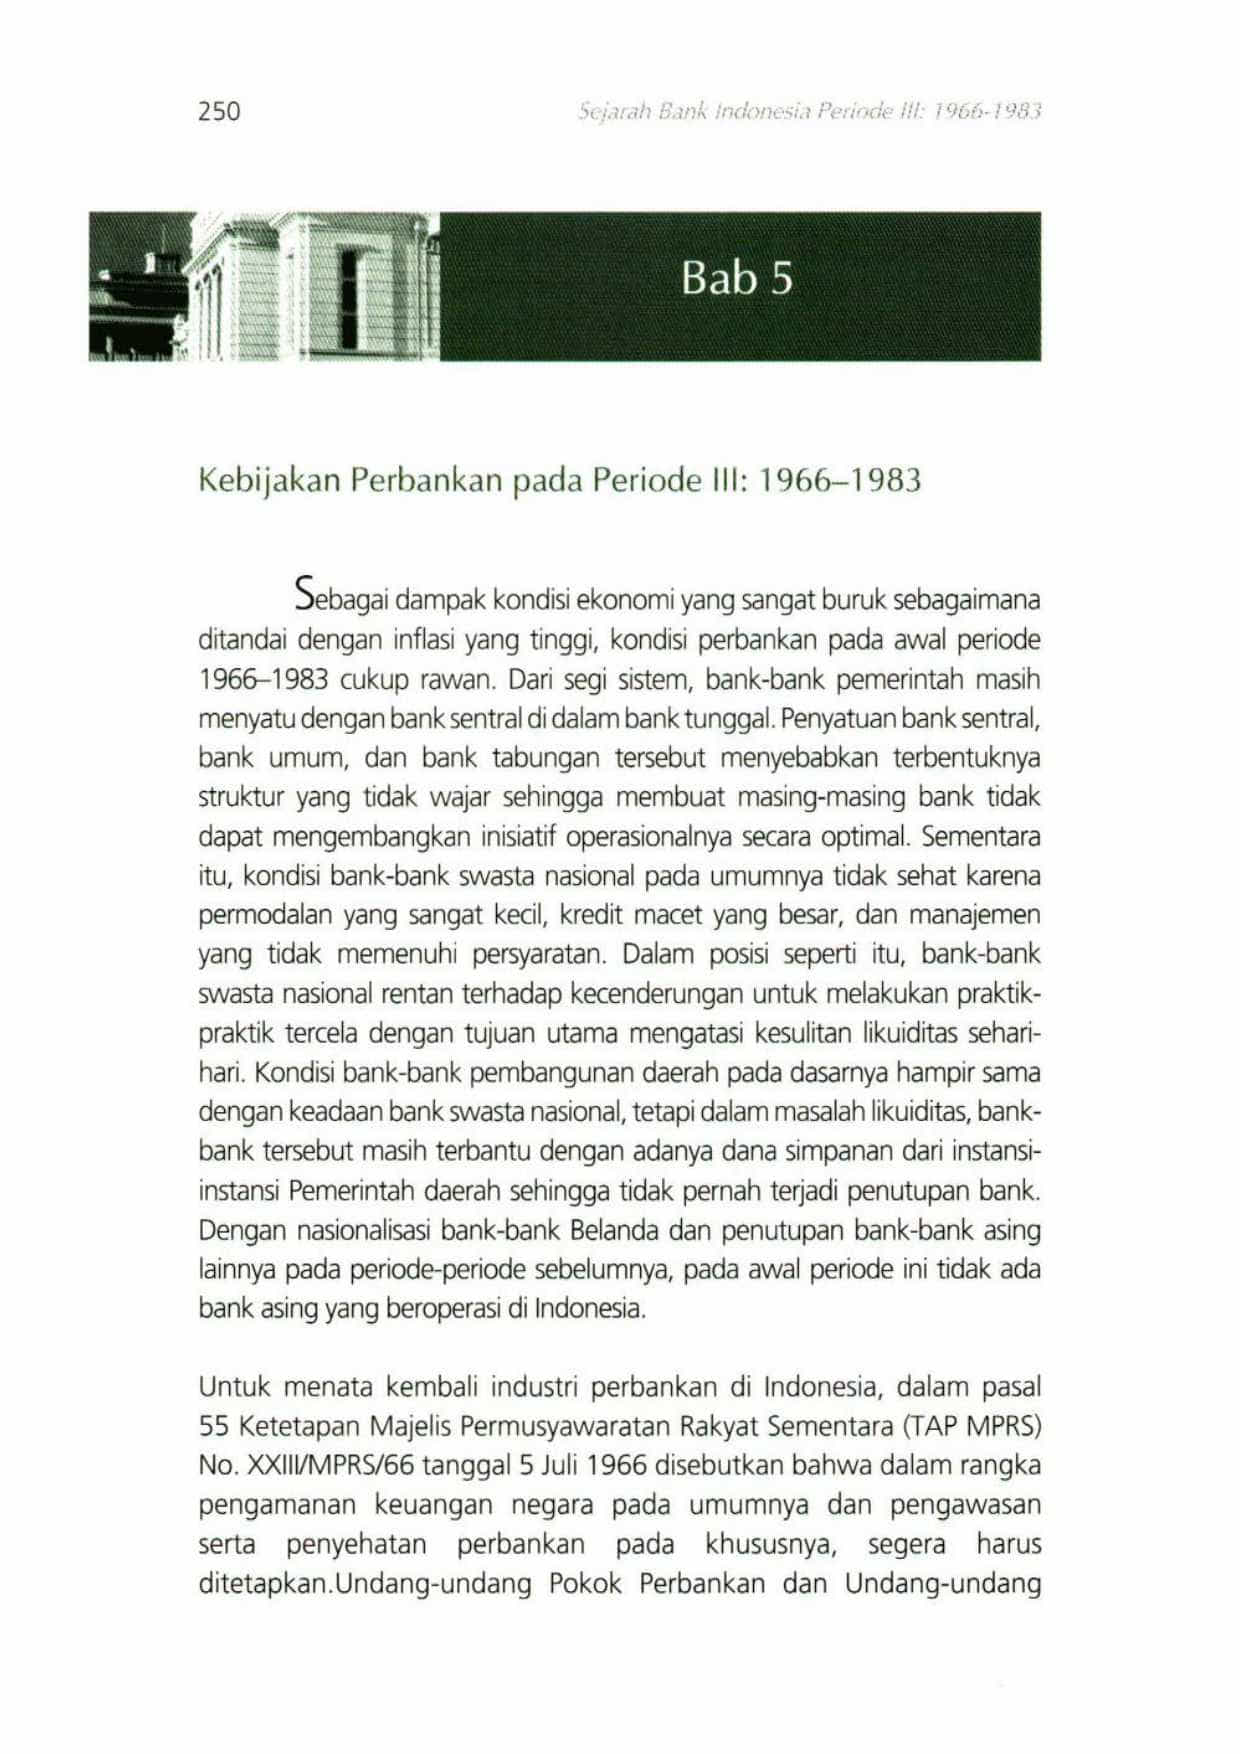 250
Sejarah Bank Indonesia Periode III: 1966-1983
Bab 5
Kebijakan Perbankan pada Periode III: 1966–1983
Sebagai dampak kondisi ekonomi yang sangat buruk sebagaimana
ditandai dengan inflasi yang tinggi, kondisi perbankan pada awal periode
1966–1983 cukup rawan. Dari segi sistem, bank-bank pemerintah masih
menyatu dengan bank sentral di dalam bank tunggal. Penyatuan bank sentral,
bank umum, dan bank tabungan tersebut menyebabkan terbentuknya
struktur yang tidak wajar sehingga membuat masing-masing bank tidak
dapat mengembangkan inisiatif operasionalnya secara optimal. Sementara
itu, kondisi bank-bank swasta nasional pada umumnya tidak sehat karena
permodalan yang sangat kecil, kredit macet yang besar, dan manajemen
yang tidak memenuhi persyaratan. Dalam posisi seperti itu, bank-bank
swasta nasional rentan terhadap kecenderungan untuk melakukan praktik-
praktik tercela dengan tujuan utama mengatasi kesulitan likuiditas sehari-
hari. Kondisi bank-bank pembangunan daerah pada dasarnya hampir sama
dengan keadaan bank swasta nasional, tetapi dalam masalah likuiditas, bank-
bank tersebut masih terbantu dengan adanya dana simpanan dari instansi-
instansi Pemerintah daerah sehingga tidak pernah terjadi penutupan bank.
Dengan nasionalisasi bank-bank Belanda dan penutupan bank-bank asing
lainnya pada periode-periode sebelumnya, pada awal periode ini tidak ada
bank asing yang beroperasi di Indonesia.
Untuk menata kembali industri perbankan di Indonesia, dalam pasal
55 Ketetapan Majelis Permusyawaratan Rakyat Sementara (TAP MPRS)
No. XXIII/MPRS/66 tanggal 5 Juli 1966 disebutkan bahwa dalam rangka
pengamanan keuangan negara pada umumnya dan pengawasan
serta penyehatan perbankan pada khususnya, segera harus
ditetapkan.Undang-undang Pokok Perbankan dan Undang-undang